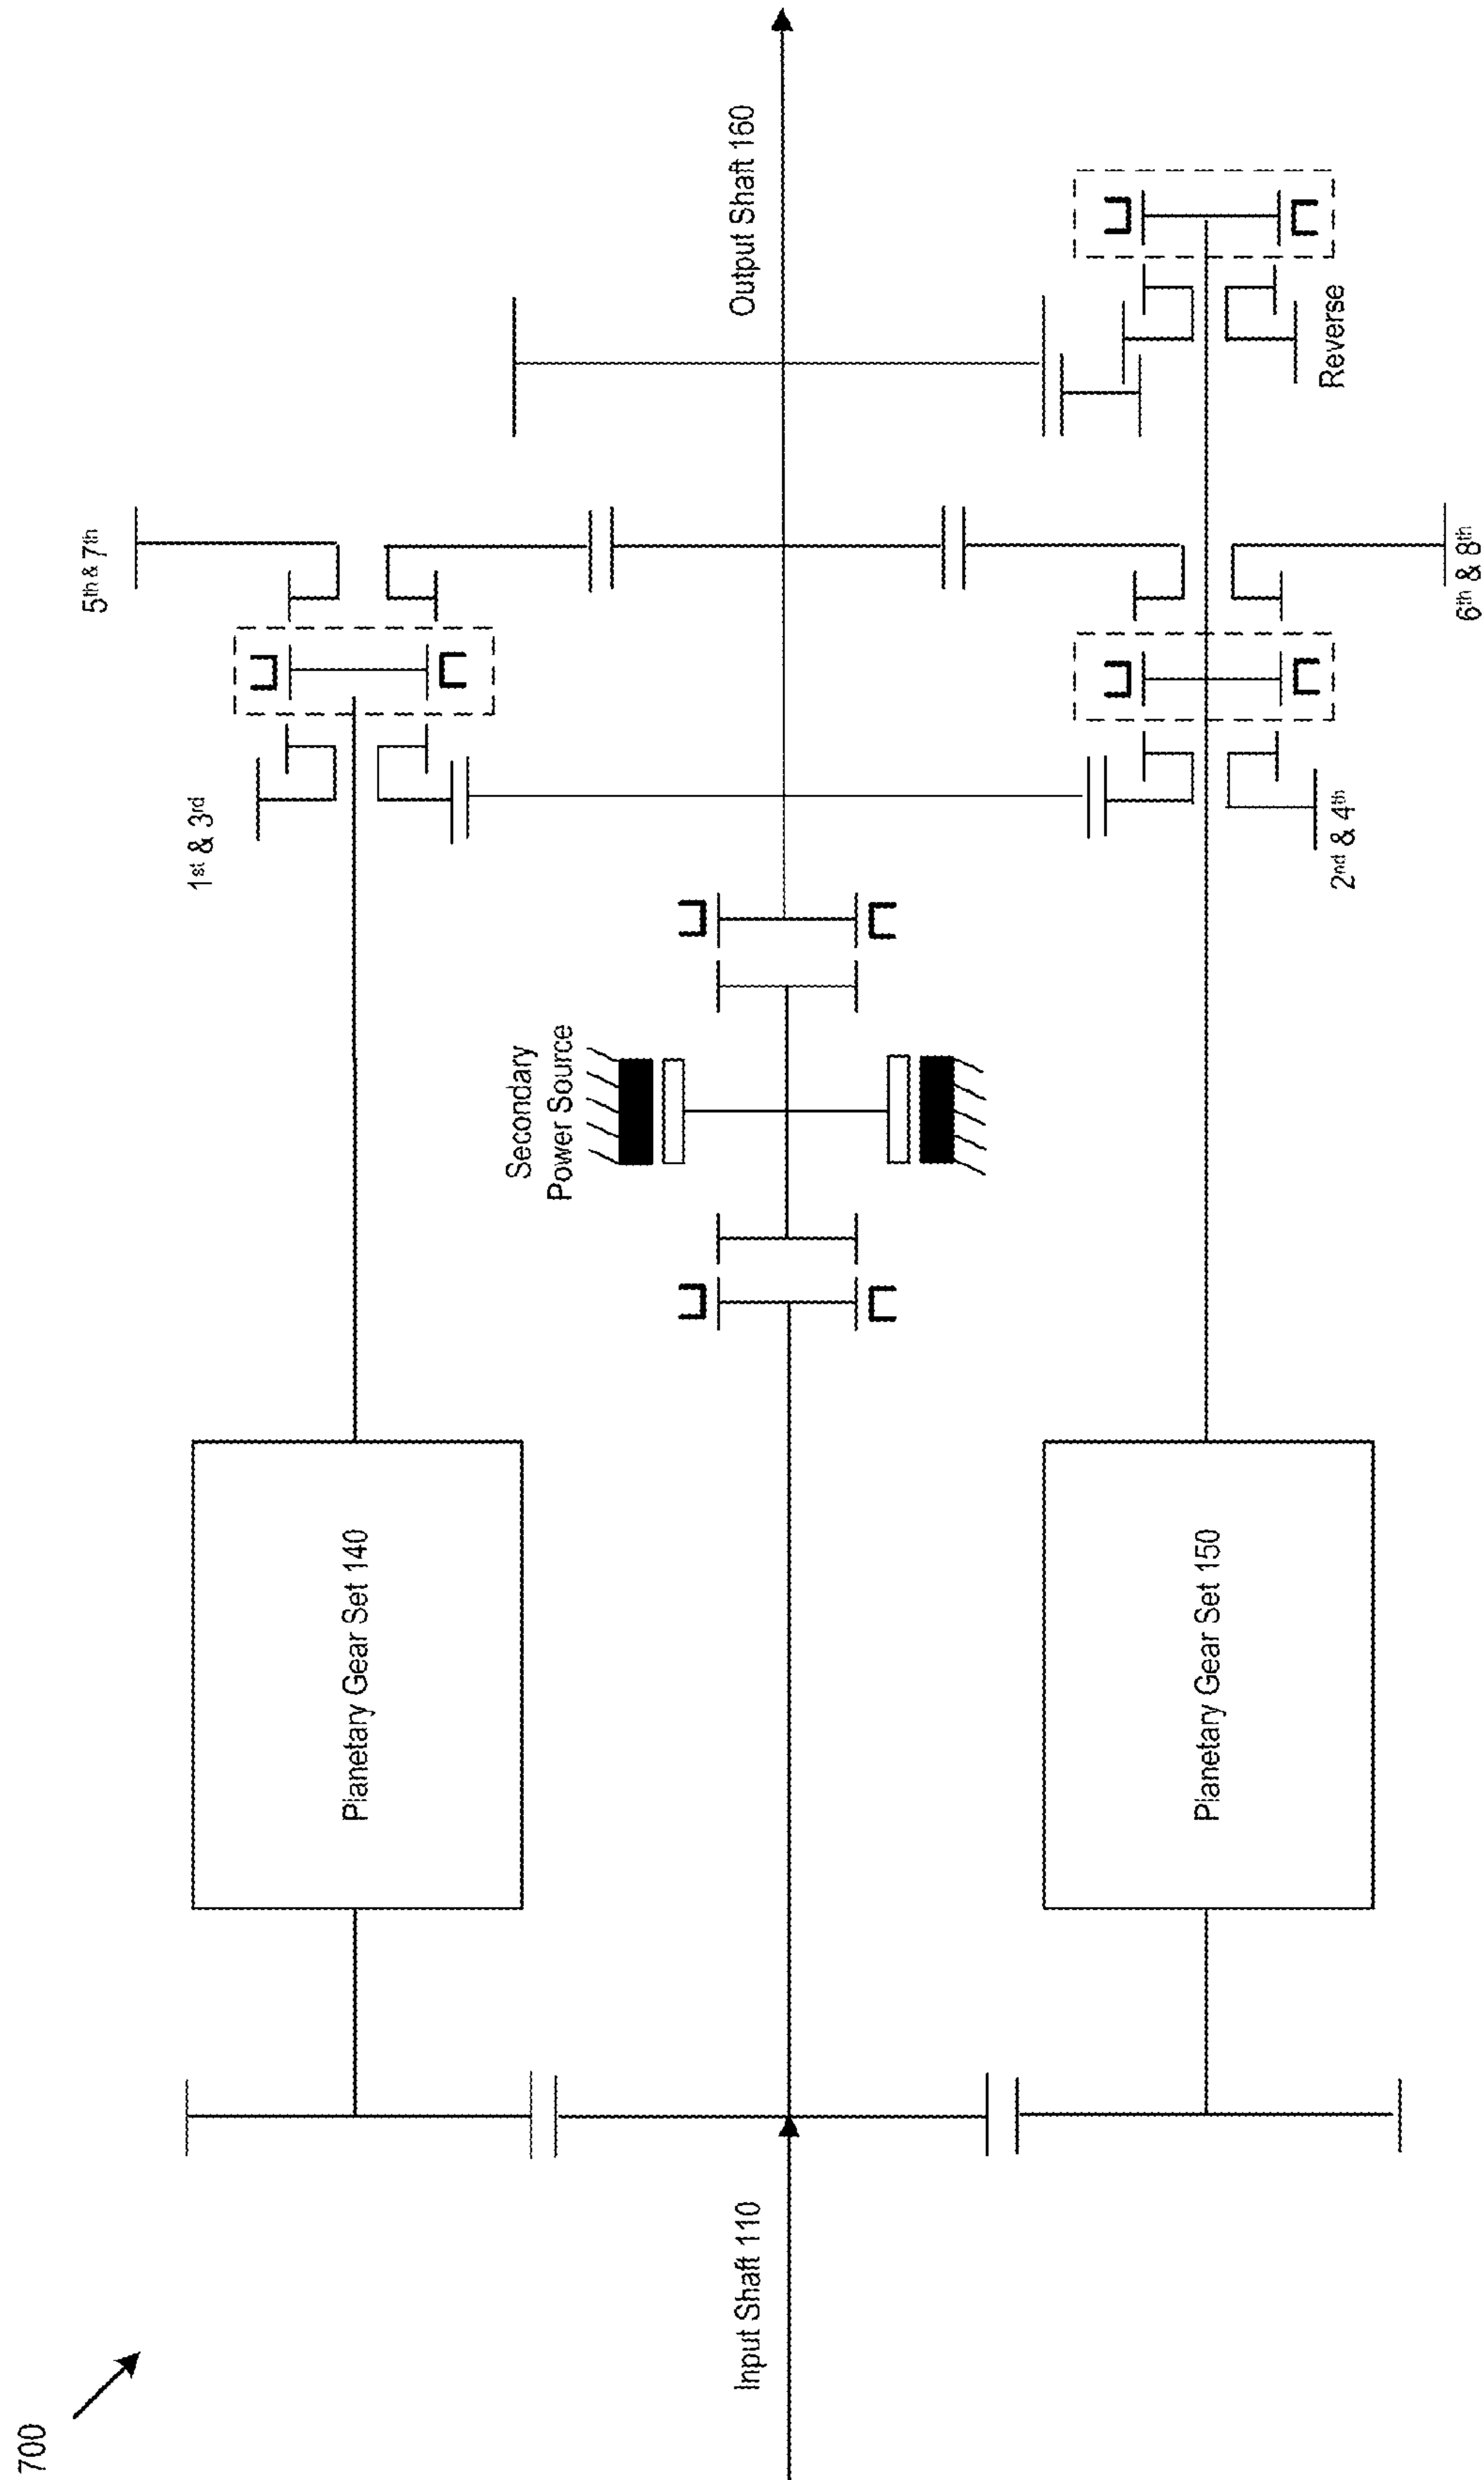 700
Input Shaft 110
Planetary Gear Set 140
Planetary Gear Set 150
Secondary
Power Source
1st & 3rd
5th & 7th
2nd & 4th
6th & 8th
Reverse
Output Shaft 160